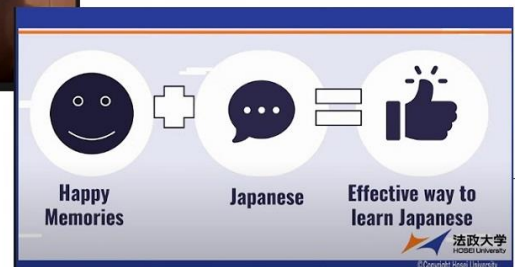 Happy
Memories
Japanese
Effective way to
learn Japanese
法政大学
HOSEI University
©Copyright Hosei University